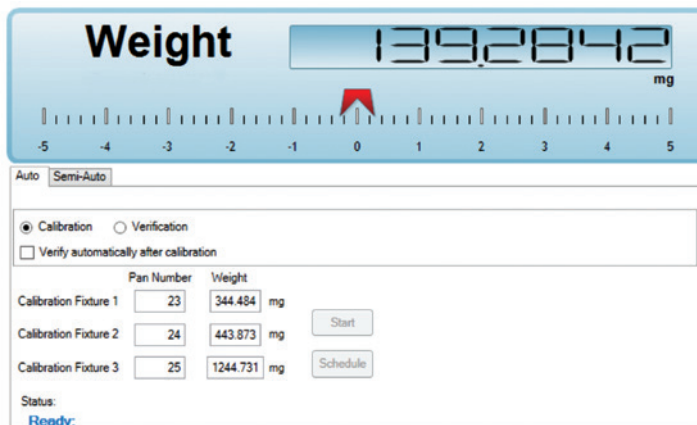 Weight 139.2842
mg
-5 -4 -3 -2 -1 0 1 2 3 4 5
Auto Semi-Auto
Calibration Verification
Verify automatically after calibration
Pan Number Weight
Calibration Fixture 1 23 344.484 mg
Start
Calibration Fixture 2 24 443.873 mg
Calibration Fixture 3 25 1244.731 mg Schedule
Status:
Ready: